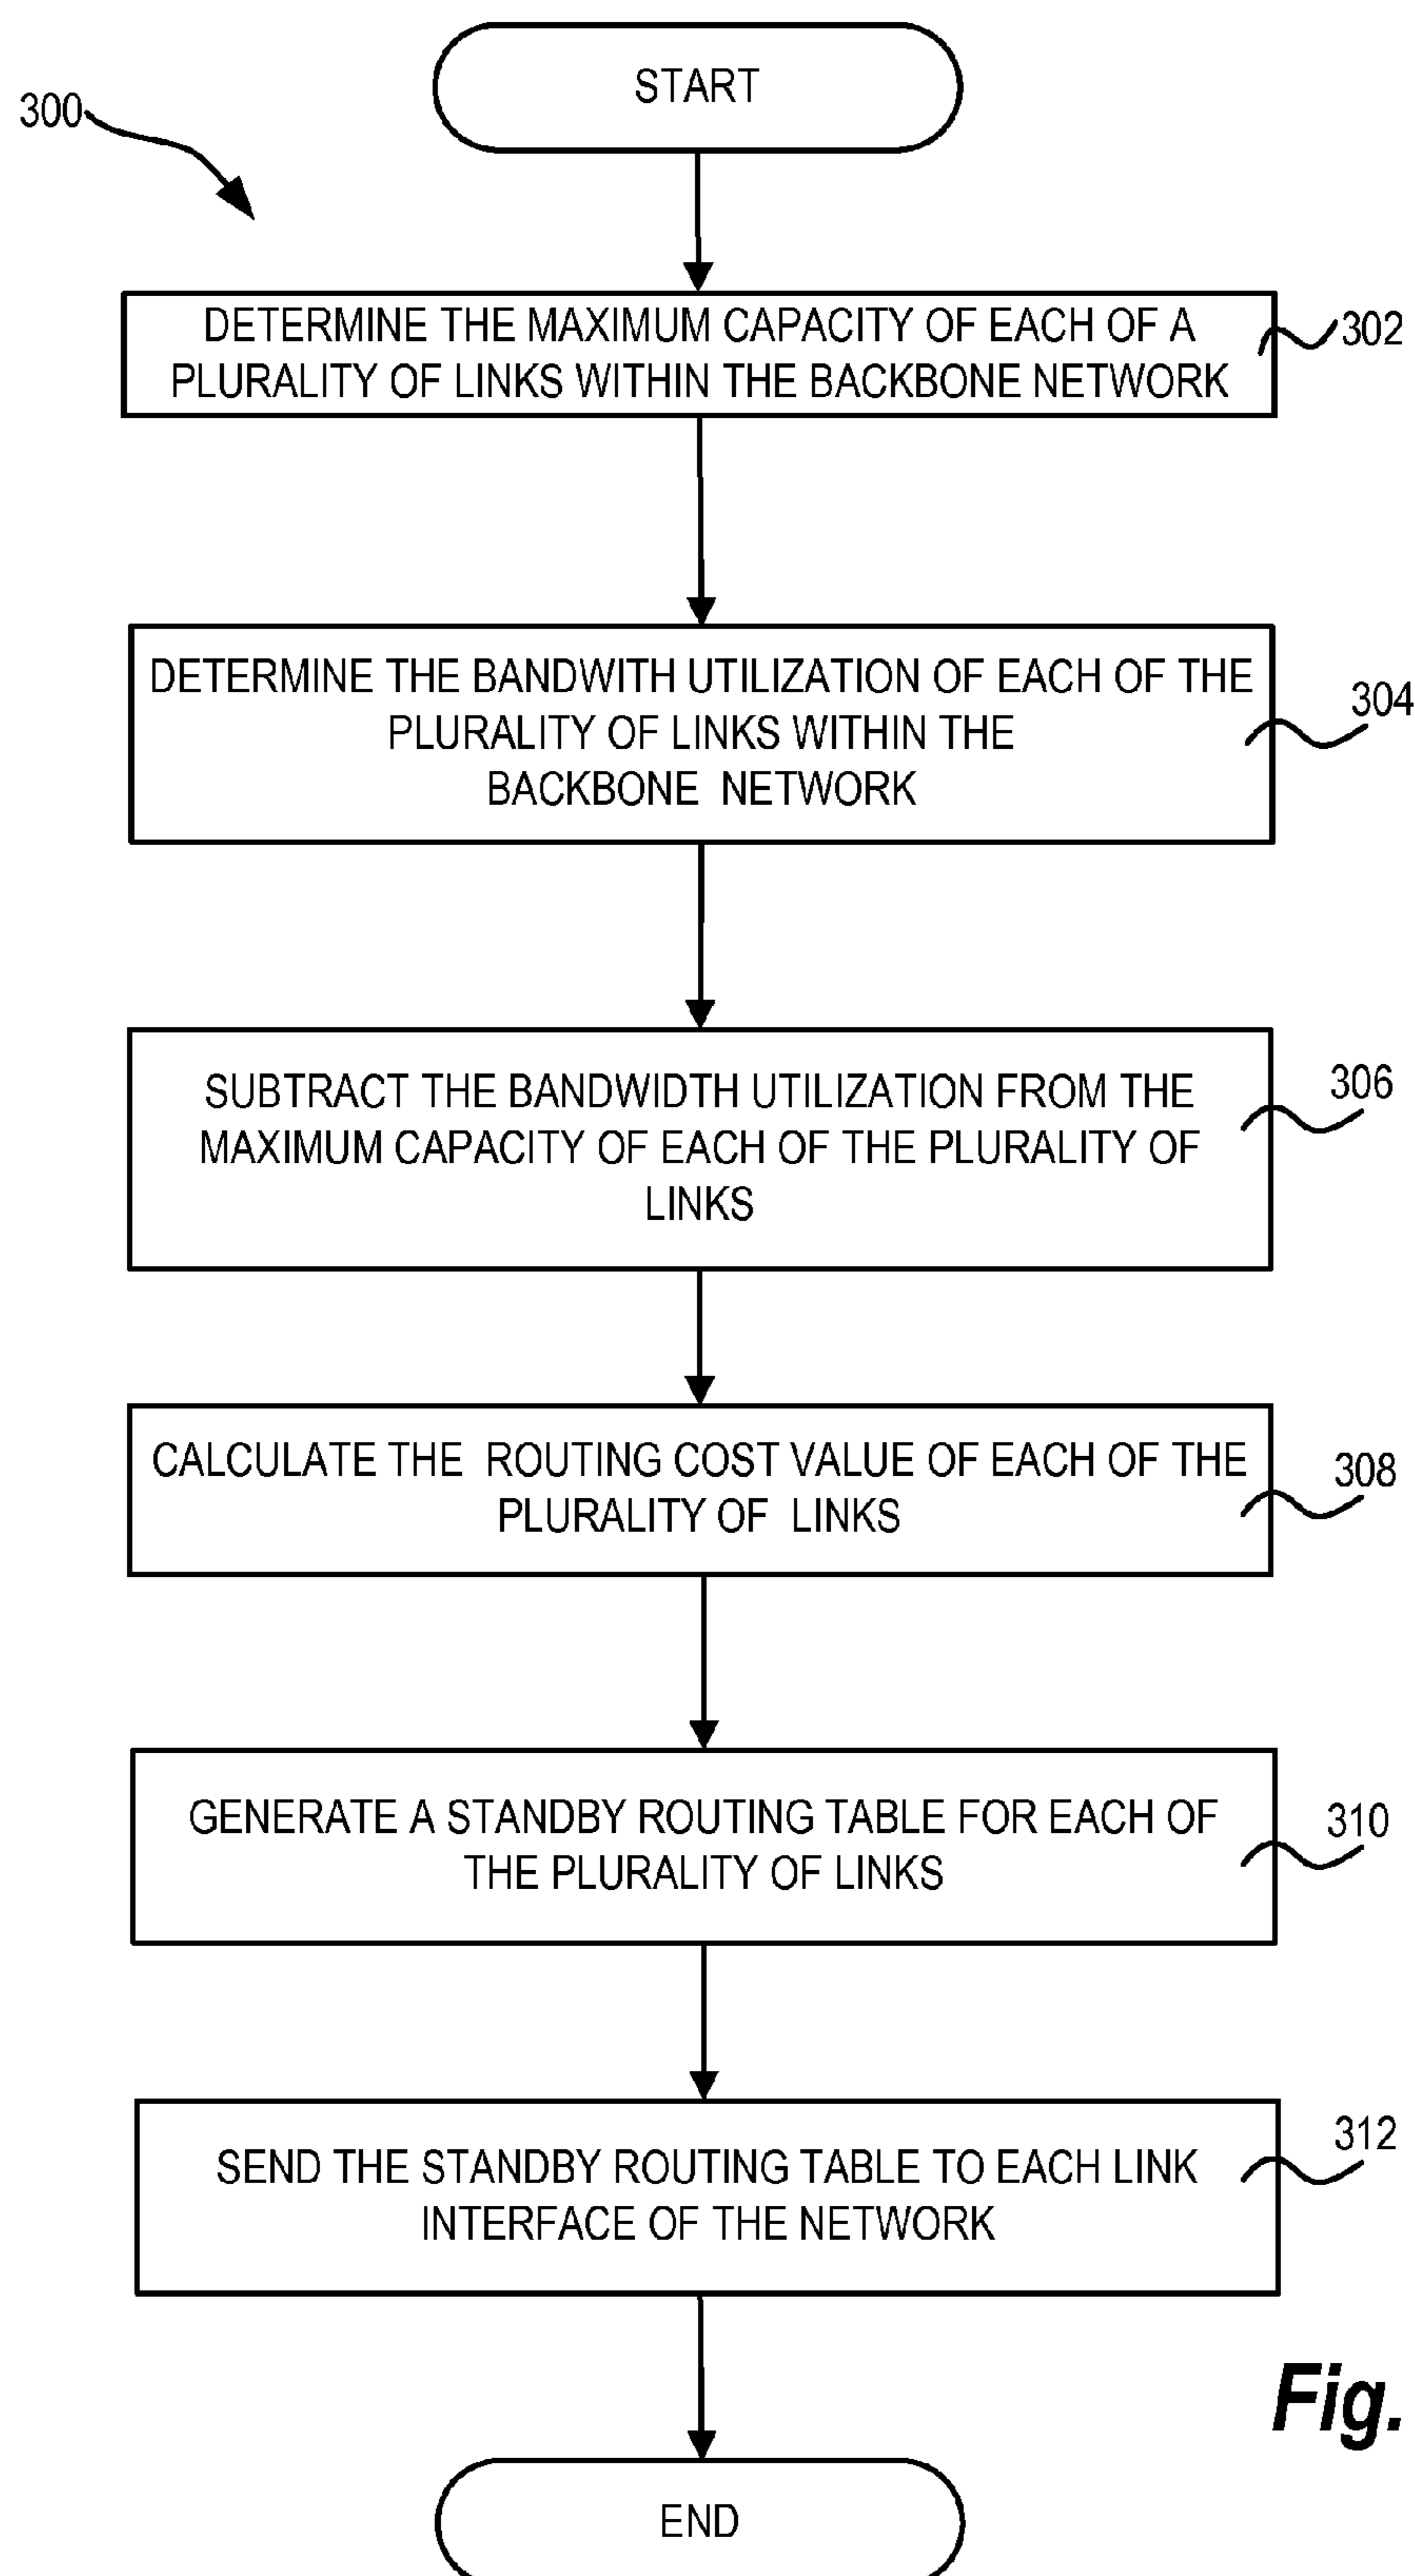 START
300
DETERMINE THE MAXIMUM CAPACITY OF EACH OF A
PLURALITY OF LINKS WITHIN THE BACKBONE NETWORK
302
DETERMINE THE BANDWITH UTILIZATION OF EACH OF THE
PLURALITY OF LINKS WITHIN THE
BACKBONE NETWORK
304
SUBTRACT THE BANDWIDTH UTILIZATION FROM THE
MAXIMUM CAPACITY OF EACH OF THE PLURALITY OF
LINKS
306
CALCULATE THE ROUTING COST VALUE OF EACH OF THE
PLURALITY OF LINKS
308
GENERATE A STANDBY ROUTING TABLE FOR EACH OF
THE PLURALITY OF LINKS
310
SEND THE STANDBY ROUTING TABLE TO EACH LINK
INTERFACE OF THE NETWORK
312
Fig.
END